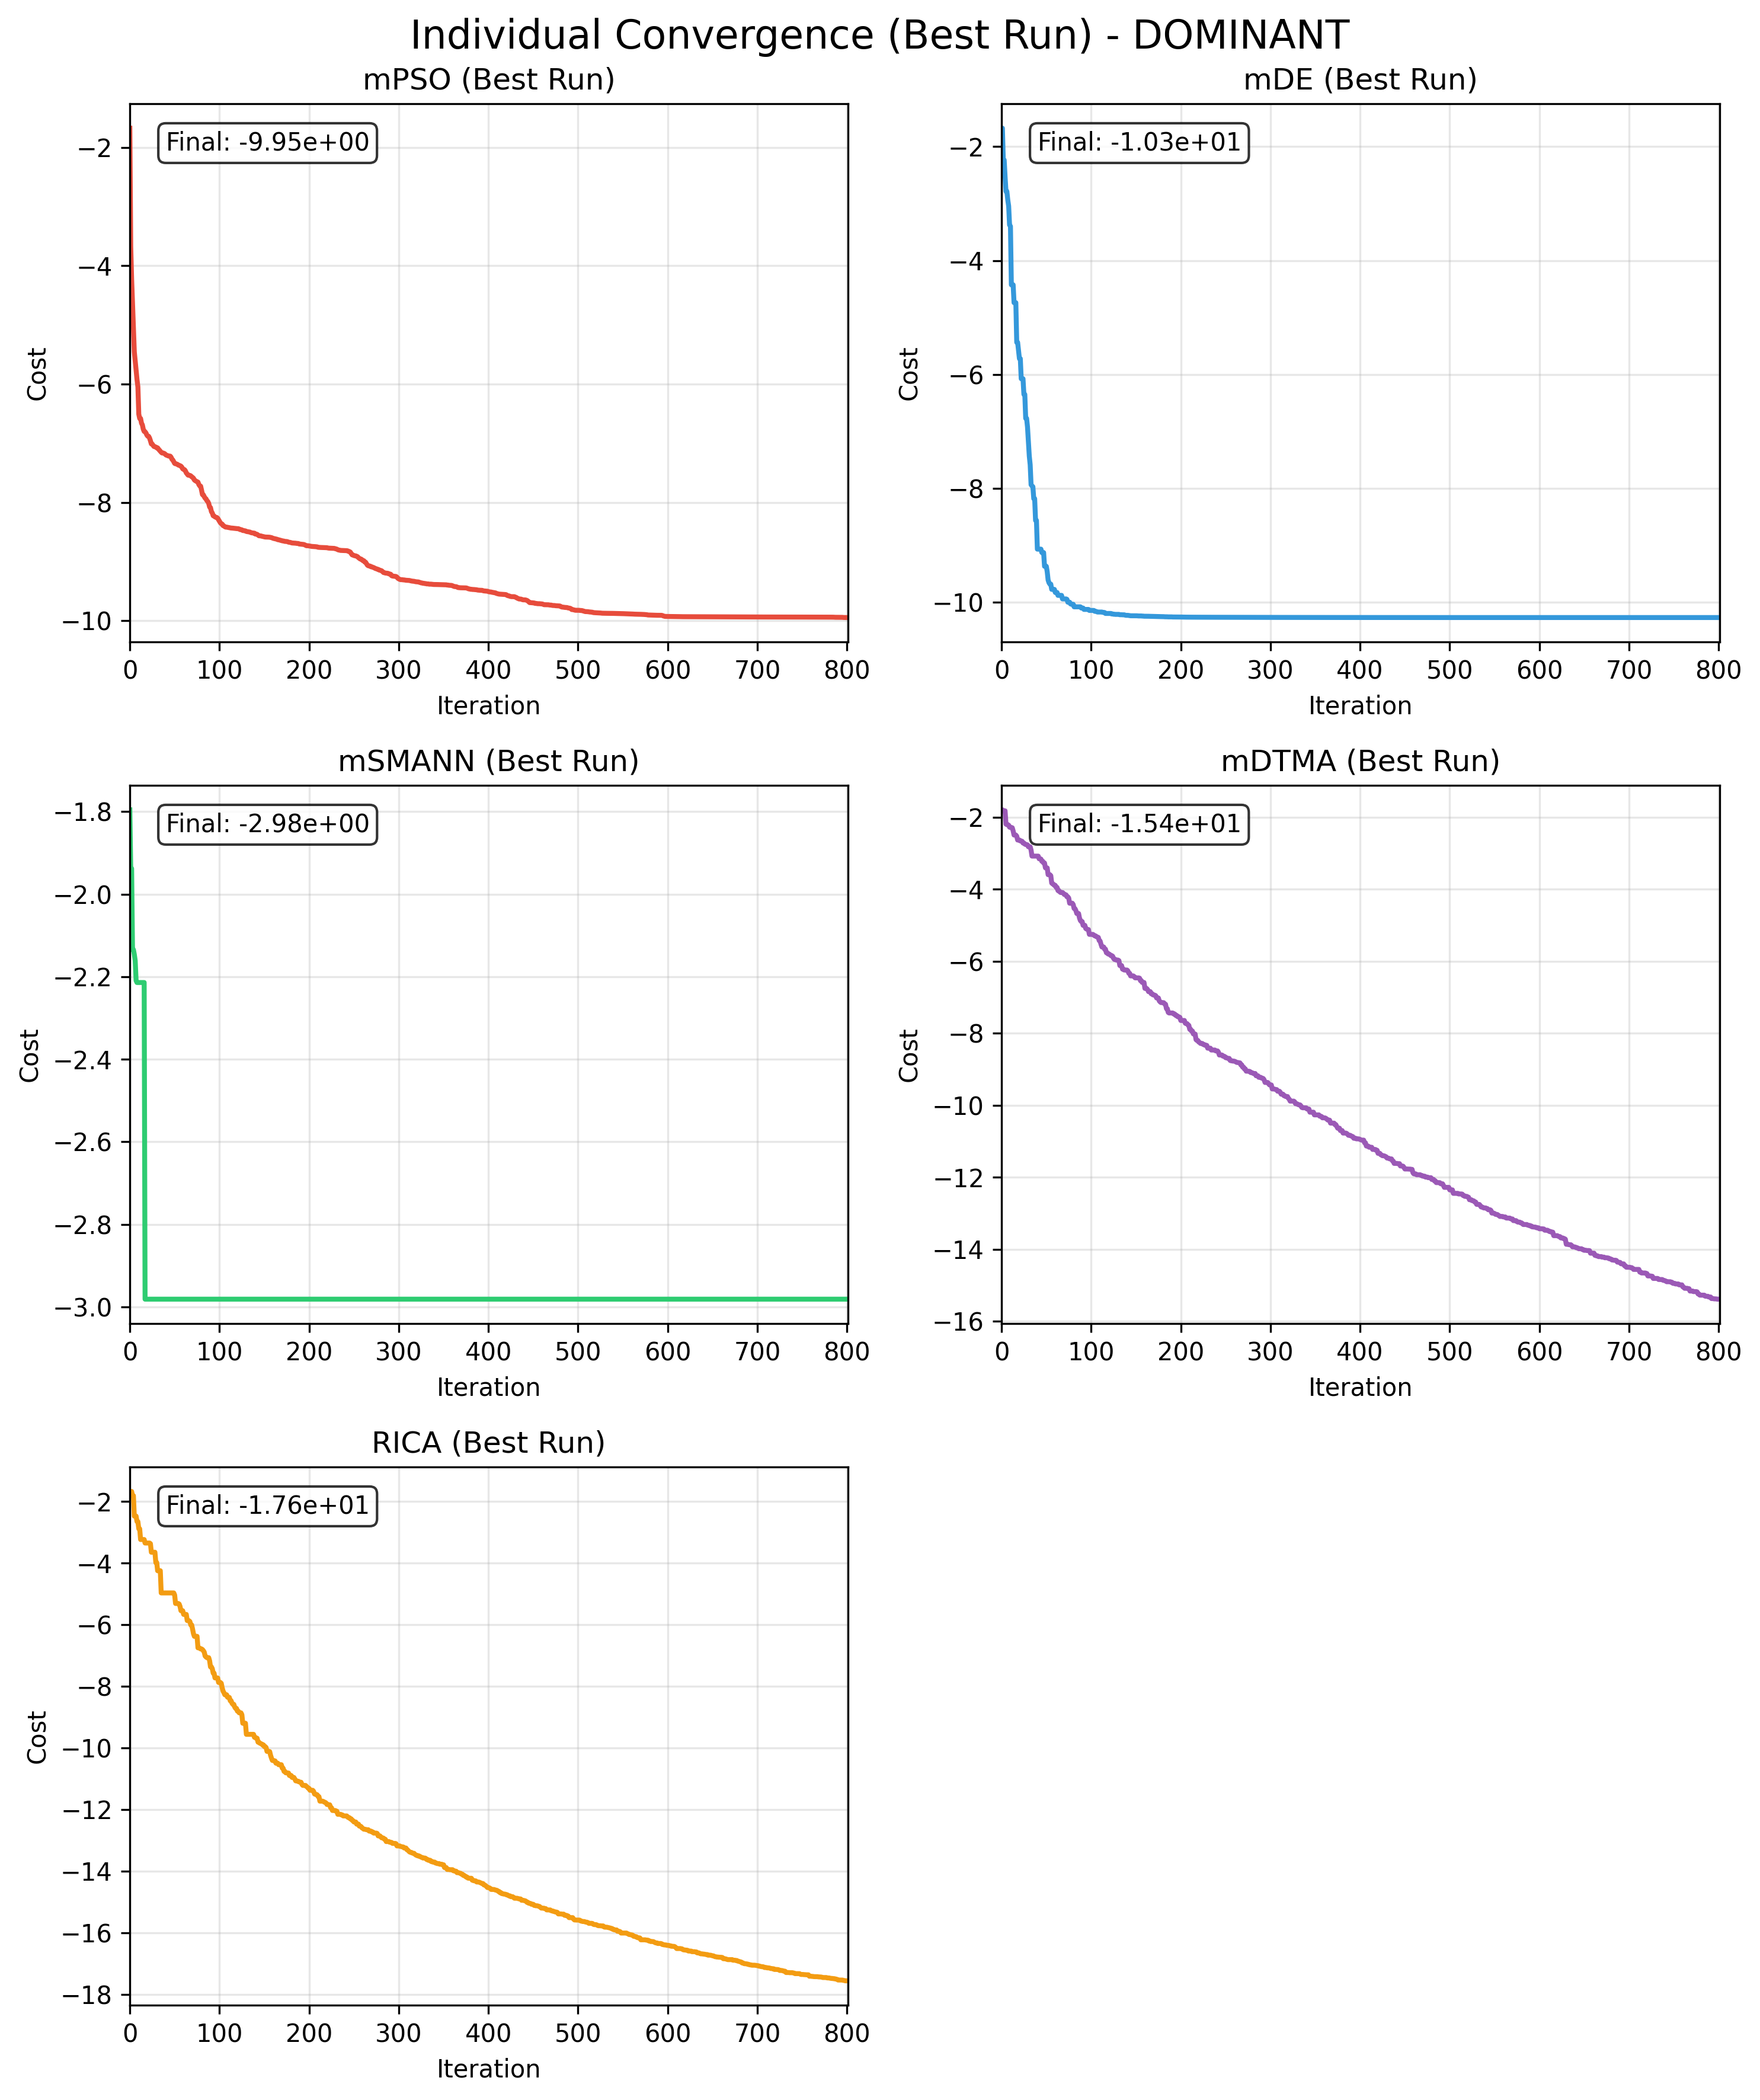 Individual Convergence (Best Run) - DOMINANT
mPSO (Best Run)
Final: -9.95e+00
−2
−4
−6
−8
−10
Cost
0 100 200 300 400 500 600 700 800
Iteration
mDE (Best Run)
Final: -1.03e+01
−2
−4
−6
−8
−10
Cost
0 100 200 300 400 500 600 700 800
Iteration
mSMANN (Best Run)
Final: -2.98e+00
−1.8
−2.0
−2.2
−2.4
−2.6
−2.8
−3.0
Cost
0 100 200 300 400 500 600 700 800
Iteration
mDTMA (Best Run)
Final: -1.54e+01
−2
−4
−6
−8
−10
−12
−14
−16
Cost
0 100 200 300 400 500 600 700 800
Iteration
RICA (Best Run)
Final: -1.76e+01
−2
−4
−6
−8
−10
−12
−14
−16
−18
Cost
0 100 200 300 400 500 600 700 800
Iteration